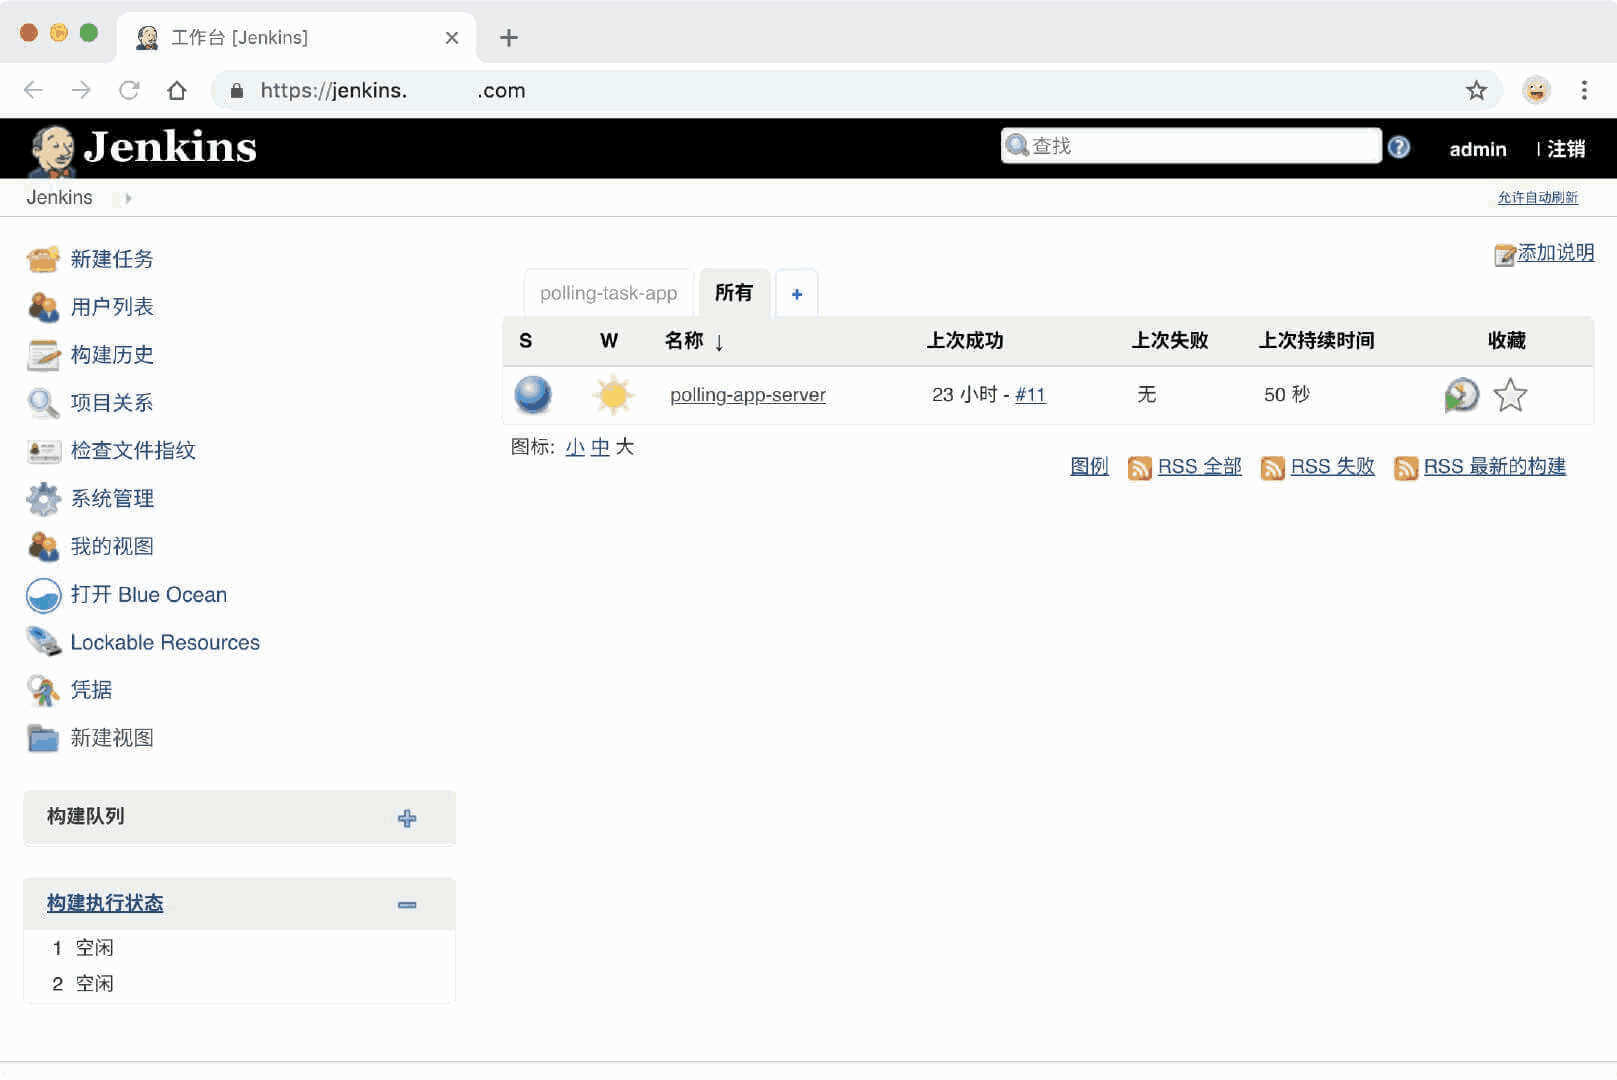 工作台 [Jenkins]
https://jenkins. .com
Jenkins
查找
admin
注销
Jenkins
允许自动刷新
新建任务
用户列表
构建历史
项目关系
检查文件指纹
系统管理
我的视图
打开 Blue Ocean
Lockable Resources
凭据
新建视图
构建队列
构建执行状态
1 空闲
2 空闲
添加说明
polling-task-app 所有 +
S W 名称 ↓ 上次成功 上次失败 上次持续时间 收藏
polling-app-server 23 小时 - #11 无 50 秒
图标: 小 中 大
图例 RSS 全部 RSS 失败 RSS 最新的构建